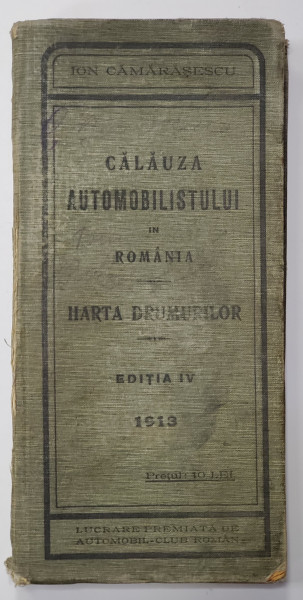 ION CĂMĂRĂȘESCU
CĂLĂUZA
AUTOMOBILISTULUI
IN
ROMÂNIA
HARTA DRUMURILOR
EDIȚIA IV
1913
Prețul: 10 LEI.
LUCRARE PREMIATĂ DE
AUTOMOBIL-CLUB ROMÂN